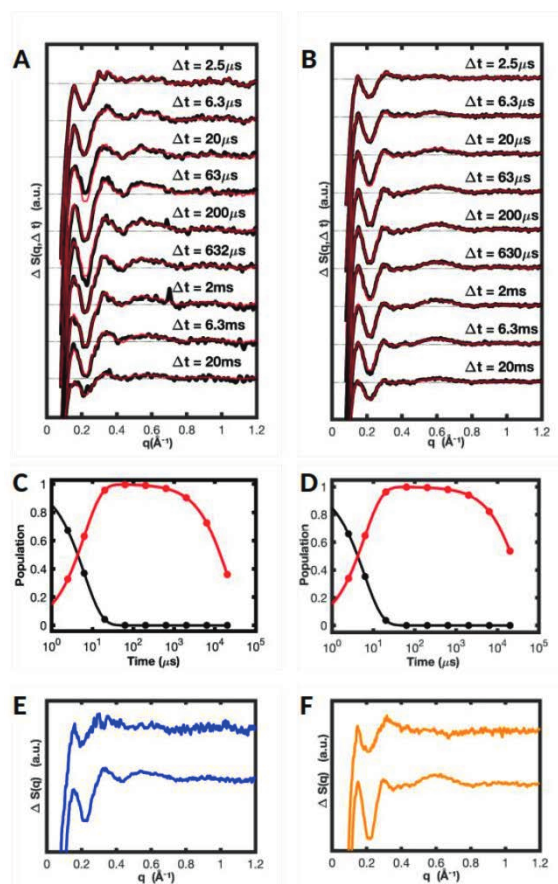 A
Δt = 2.5μs
Δt = 6.3μs
Δt = 20μs
Δt = 63μs
Δt = 200μs
Δt = 632μs
Δt = 2ms
Δt = 6.3ms
Δt = 20ms
Δ S(q,Δ t) (a.u.)
0 0.2 0.4 0.6 0.8 1 1.2
q(Å⁻¹)
B
Δt = 2.5μs
Δt = 6.3μs
Δt = 20μs
Δt = 63μs
Δt = 200μs
Δt = 630μs
Δt = 2ms
Δt = 6.3ms
Δt = 20ms
Δ S(q,Δ t) (a.u.)
0 0.2 0.4 0.6 0.8 1 1.2
q (Å⁻¹)
C
1
0.8
0.6
0.4
0.2
0
Population
10⁰ 10¹ 10² 10³ 10⁴ 10⁵
Time (μs)
D
1
0.8
0.6
0.4
0.2
0
Population
10⁰ 10¹ 10² 10³ 10⁴ 10⁵
Time (μs)
E
Δ S(q) (a.u.)
0 0.2 0.4 0.6 0.8 1 1.2
q (Å⁻¹)
F
Δ S(q) (a.u.)
0 0.2 0.4 0.6 0.8 1 1.2
q (Å⁻¹)